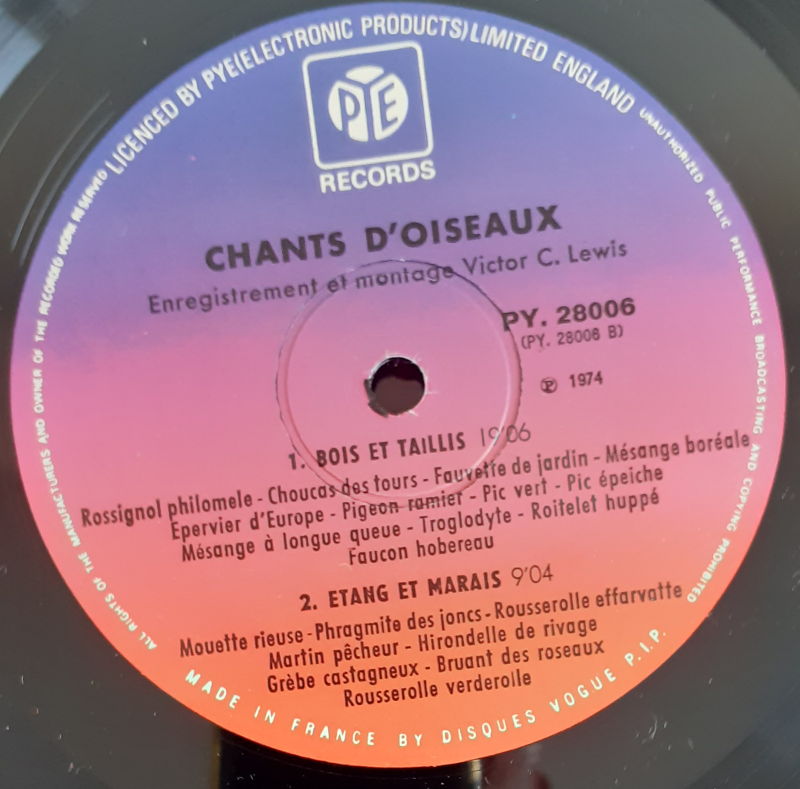 LICENCED BY PYE(ELECTRONIC PRODUCTS)LIMITED ENGLAND
UNAUTHORIZED PUBLIC PERFORMANCE BROADCASTING AND COPYING PROHIBITED
ALL RIGHTS OF THE MANUFACTURERS AND OWNER OF THE RECORDED WORK RESERVED
PYE
RECORDS
CHANTS D'OISEAUX
Enregistrement et montage Victor C. Lewis
PY. 28006
(PY. 28006 B)
℗ 1974
1. BOIS ET TAILLIS 19'06
Rossignol philomele - Choucas des tours - Fauvette de jardin - Mésange boréale
Epervier d'Europe - Pigeon ramier - Pic vert - Pic épeiche
Mésange à longue queue - Troglodyte - Roitelet huppé
Faucon hobereau
2. ETANG ET MARAIS 9'04
Mouette rieuse - Phragmite des joncs - Rousserolle effarvatte
Martin pêcheur - Hirondelle de rivage
Grèbe castagneux - Bruant des roseaux
Rousserolle verderolle
MADE IN FRANCE BY DISQUES VOGUE P.I.P.